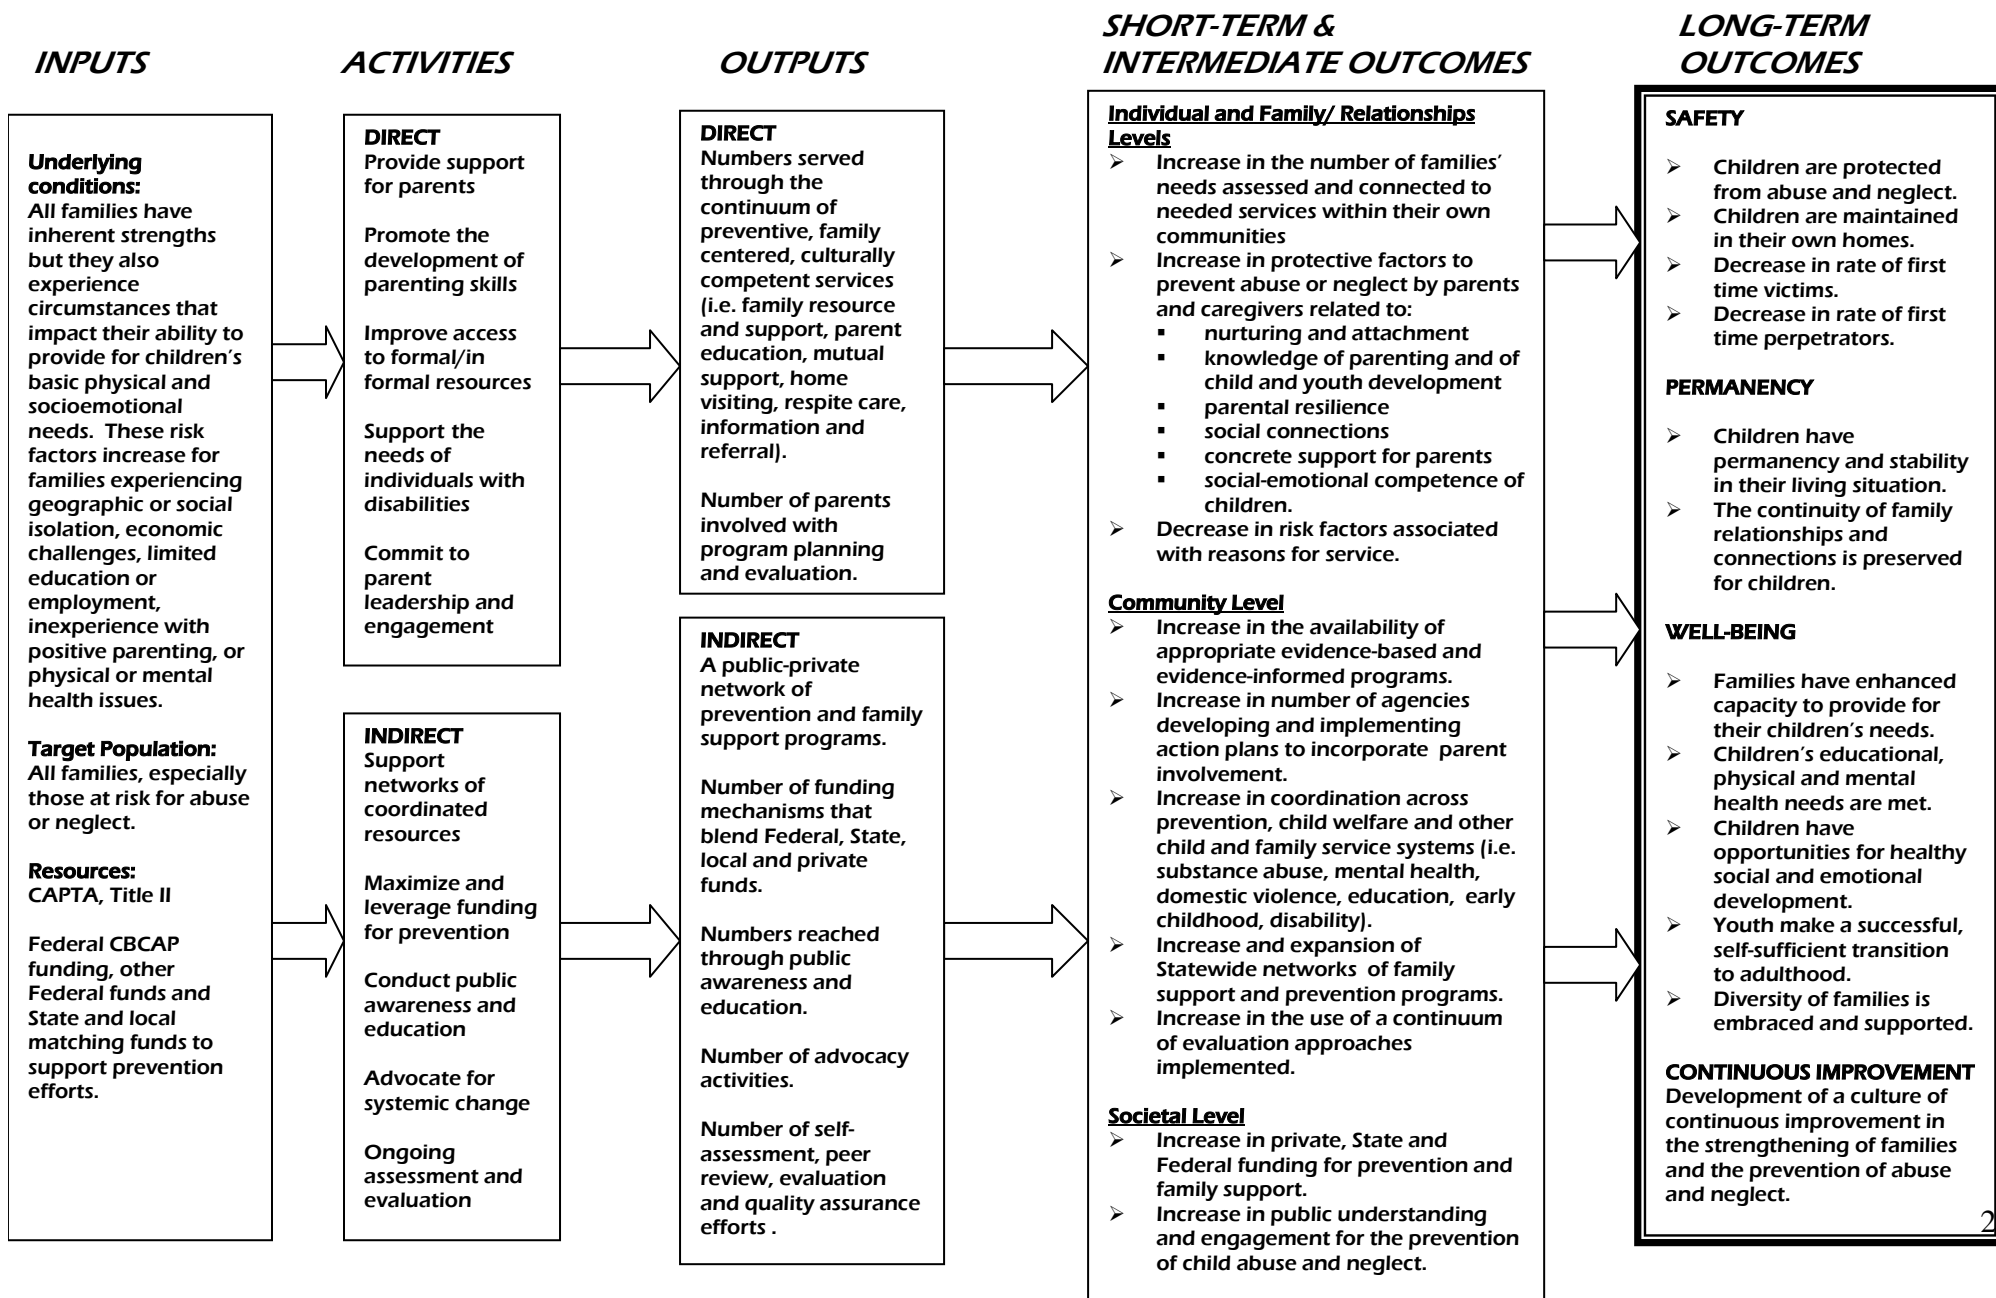 INPUTS
ACTIVITIES
OUTPUTS
SHORT-TERM &
INTERMEDIATE OUTCOMES
LONG-TERM
OUTCOMES
Underlying
conditions:
All families have
inherent strengths
but they also
experience
circumstances that
impact their ability to
provide for children's
basic physical and
socioemotional
needs. These risk
factors increase for
families experiencing
geographic or social
isolation, economic
challenges, limited
education or
employment,
inexperience with
positive parenting, or
physical or mental
health issues.
Target Population:
All families, especially
those at risk for abuse
or neglect.
Resources:
CAPTA, Title II
Federal CBCAP
funding, other
Federal funds and
State and local
matching funds to
support prevention
efforts.
DIRECT
Provide support
for parents
Promote the
development of
parenting skills
Improve access
to formal/in
formal resources
Support the
needs of
individuals with
disabilities
Commit to
parent
leadership and
engagement
INDIRECT
Support
networks of
coordinated
resources
Maximize and
leverage funding
for prevention
Conduct public
awareness and
education
Advocate for
systemic change
Ongoing
assessment and
evaluation
DIRECT
Numbers served
through the
continuum of
preventive, family
centered, culturally
competent services
(i.e. family resource
and support, parent
education, mutual
support, home
visiting, respite care,
information and
referral).
Number of parents
involved with
program planning
and evaluation.
INDIRECT
A public-private
network of
prevention and family
support programs.
Number of funding
mechanisms that
blend Federal, State,
local and private
funds.
Numbers reached
through public
awareness and
education.
Number of advocacy
activities.
Number of self-
assessment, peer
review, evaluation
and quality assurance
efforts .
Individual and Family/ Relationships
Levels
➢ Increase in the number of families'
needs assessed and connected to
needed services within their own
communities
➢ Increase in protective factors to
prevent abuse or neglect by parents
and caregivers related to:
▪ nurturing and attachment
▪ knowledge of parenting and of
child and youth development
▪ parental resilience
▪ social connections
▪ concrete support for parents
▪ social-emotional competence of
children.
➢ Decrease in risk factors associated
with reasons for service.
Community Level
➢ Increase in the availability of
appropriate evidence-based and
evidence-informed programs.
➢ Increase in number of agencies
developing and implementing
action plans to incorporate parent
involvement.
➢ Increase in coordination across
prevention, child welfare and other
child and family service systems (i.e.
substance abuse, mental health,
domestic violence, education, early
childhood, disability).
➢ Increase and expansion of
Statewide networks of family
support and prevention programs.
➢ Increase in the use of a continuum
of evaluation approaches
implemented.
Societal Level
➢ Increase in private, State and
Federal funding for prevention and
family support.
➢ Increase in public understanding
and engagement for the prevention
of child abuse and neglect.
SAFETY
➢ Children are protected
from abuse and neglect.
➢ Children are maintained
in their own homes.
➢ Decrease in rate of first
time victims.
➢ Decrease in rate of first
time perpetrators.
PERMANENCY
➢ Children have
permanency and stability
in their living situation.
➢ The continuity of family
relationships and
connections is preserved
for children.
WELL-BEING
➢ Families have enhanced
capacity to provide for
their children's needs.
➢ Children's educational,
physical and mental
health needs are met.
➢ Children have
opportunities for healthy
social and emotional
development.
➢ Youth make a successful,
self-sufficient transition
to adulthood.
➢ Diversity of families is
embraced and supported.
CONTINUOUS IMPROVEMENT
Development of a culture of
continuous improvement in
the strengthening of families
and the prevention of abuse
and neglect.
2